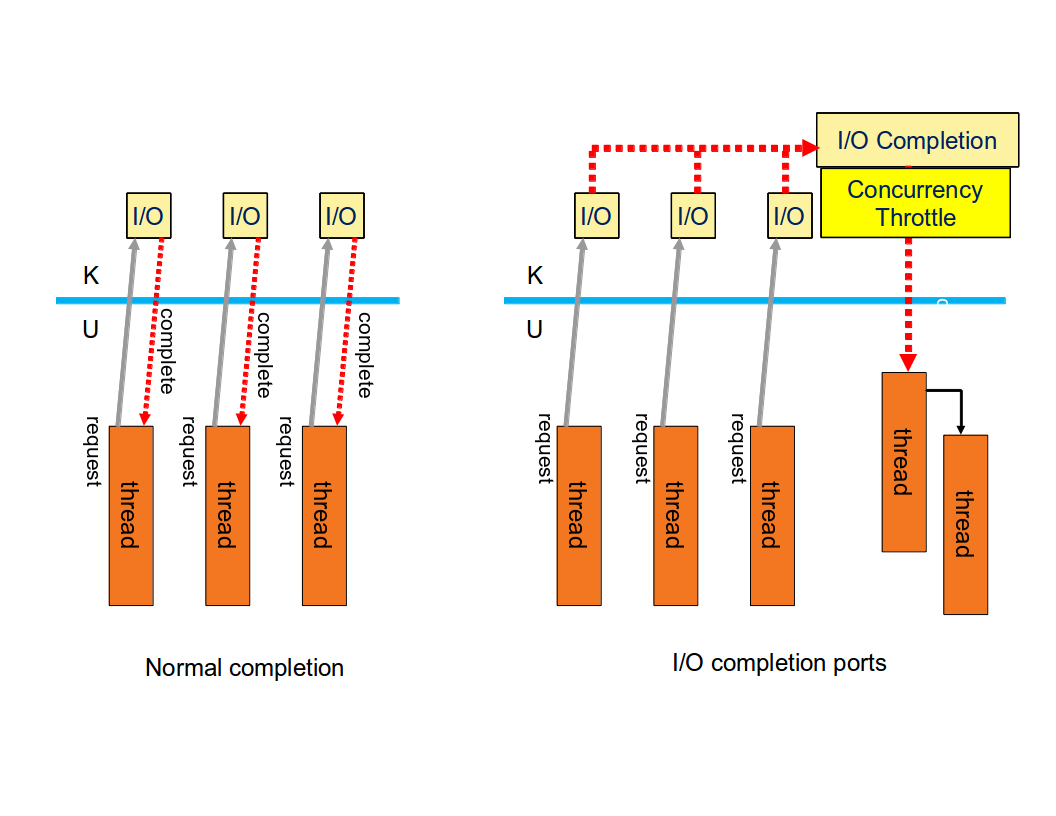 I/O
I/O
I/O
K
U
complete
complete
complete
request
request
request
thread
thread
thread
Normal completion
I/O Completion
Concurrency
Throttle
I/O
I/O
I/O
K
U
request
request
request
thread
thread
thread
thread
thread
I/O completion ports